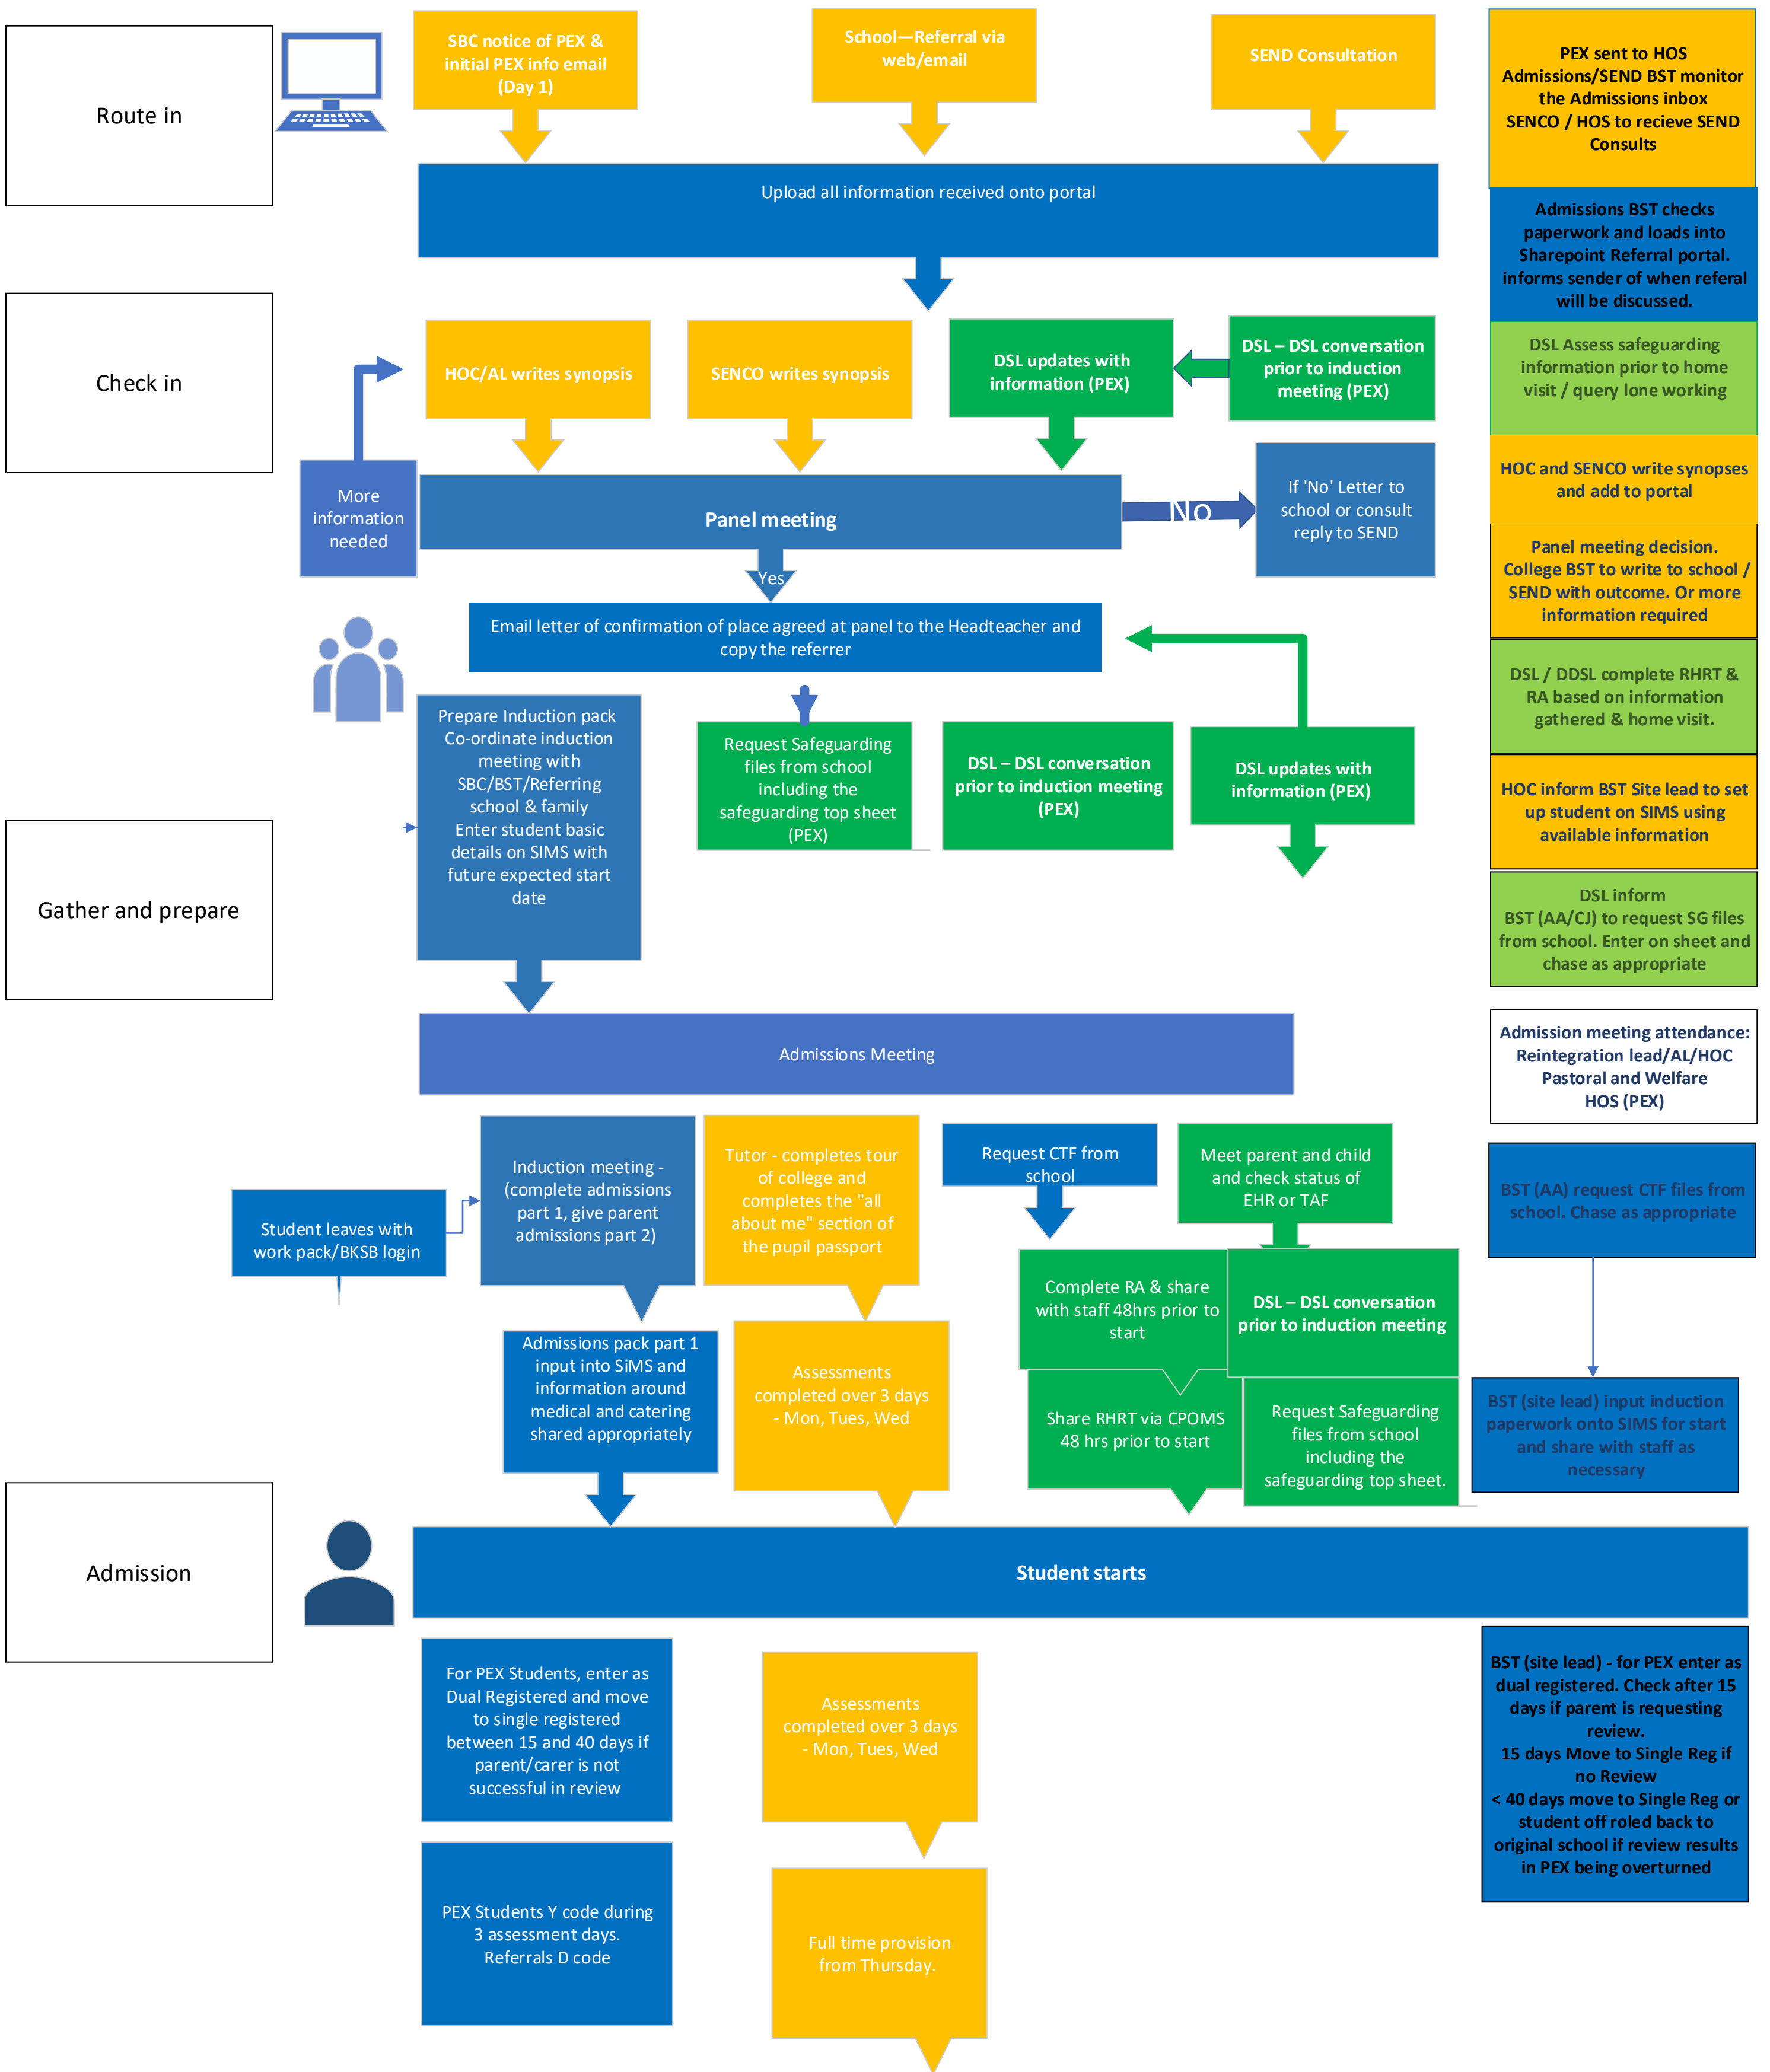 Route in
SBC notice of PEX &
initial PEX info email
(Day 1)
School—Referral via
web/email
SEND Consultation
PEX sent to HOS
Admissions/SEND BST monitor
the Admissions inbox
SENCO / HOS to recieve SEND
Consults
Upload all information received onto portal
Admissions BST checks
paperwork and loads into
Sharepoint Referral portal.
informs sender of when referal
will be discussed.
Check in
HOC/AL writes synopsis
SENCO writes synopsis
DSL updates with
information (PEX)
DSL – DSL conversation
prior to induction
meeting (PEX)
DSL Assess safeguarding
information prior to home
visit / query lone working
HOC and SENCO write synopses
and add to portal
More
information
needed
Panel meeting
No
If 'No' Letter to
school or consult
reply to SEND
Yes
Panel meeting decision.
College BST to write to school /
SEND with outcome. Or more
information required
Email letter of confirmation of place agreed at panel to the Headteacher and
copy the referrer
DSL / DDSL complete RHRT &
RA based on information
gathered & home visit.
Gather and prepare
Prepare Induction pack
Co-ordinate induction
meeting with
SBC/BST/Referring
school & family
Enter student basic
details on SIMS with
future expected start
date
Request Safeguarding
files from school
including the
safeguarding top sheet
(PEX)
DSL – DSL conversation
prior to induction meeting
(PEX)
DSL updates with
information (PEX)
HOC inform BST Site lead to set
up student on SIMS using
available information
DSL inform
BST (AA/CJ) to request SG files
from school. Enter on sheet and
chase as appropriate
Admissions Meeting
Admission meeting attendance:
Reintegration lead/AL/HOC
Pastoral and Welfare
HOS (PEX)
Student leaves with
work pack/BKSB login
Induction meeting -
(complete admissions
part 1, give parent
admissions part 2)
Tutor - completes tour
of college and
completes the "all
about me" section of
the pupil passport
Request CTF from
school
Meet parent and child
and check status of
EHR or TAF
BST (AA) request CTF files from
school. Chase as appropriate
Complete RA & share
with staff 48hrs prior to
start
DSL – DSL conversation
prior to induction meeting
Admissions pack part 1
input into SiMS and
information around
medical and catering
shared appropriately
Assessments
completed over 3 days
- Mon, Tues, Wed
Share RHRT via CPOMS
48 hrs prior to start
Request Safeguarding
files from school
including the
safeguarding top sheet.
BST (site lead) input induction
paperwork onto SIMS for start
and share with staff as
necessary
Admission
Student starts
For PEX Students, enter as
Dual Registered and move
to single registered
between 15 and 40 days if
parent/carer is not
successful in review
Assessments
completed over 3 days
- Mon, Tues, Wed
BST (site lead) - for PEX enter as
dual registered. Check after 15
days if parent is requesting
review.
15 days Move to Single Reg if
no Review
< 40 days move to Single Reg or
student off roled back to
original school if review results
in PEX being overturned
PEX Students Y code during
3 assessment days.
Referrals D code
Full time provision
from Thursday.